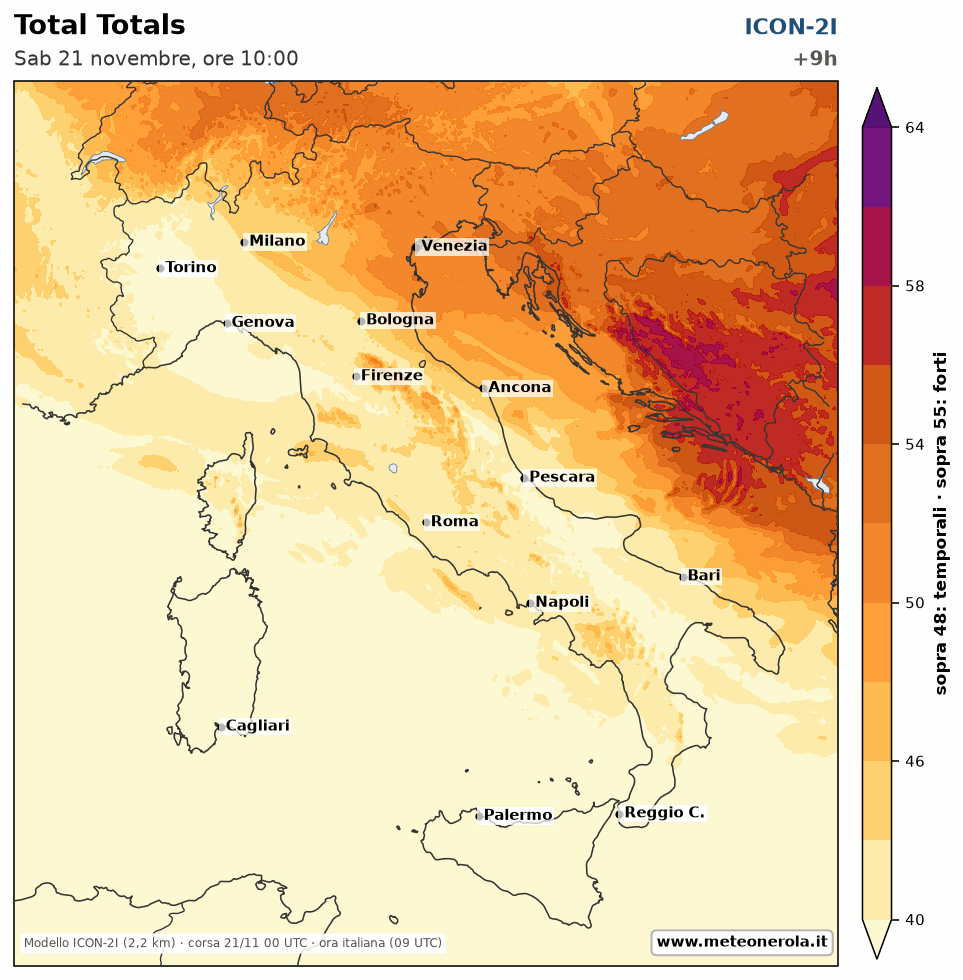 Total Totals
ICON-2I
Sab 21 novembre, ore 10:00
+9h
Milano
Venezia
Torino
Genova
Bologna
Firenze
Ancona
Pescara
Roma
Bari
Napoli
Cagliari
Palermo
Reggio C.
64
58
54
50
46
40
sopra 48: temporali · sopra 55: forti
Modello ICON-2I (2,2 km) · corsa 21/11 00 UTC · ora italiana (09 UTC)
www.meteonerola.it